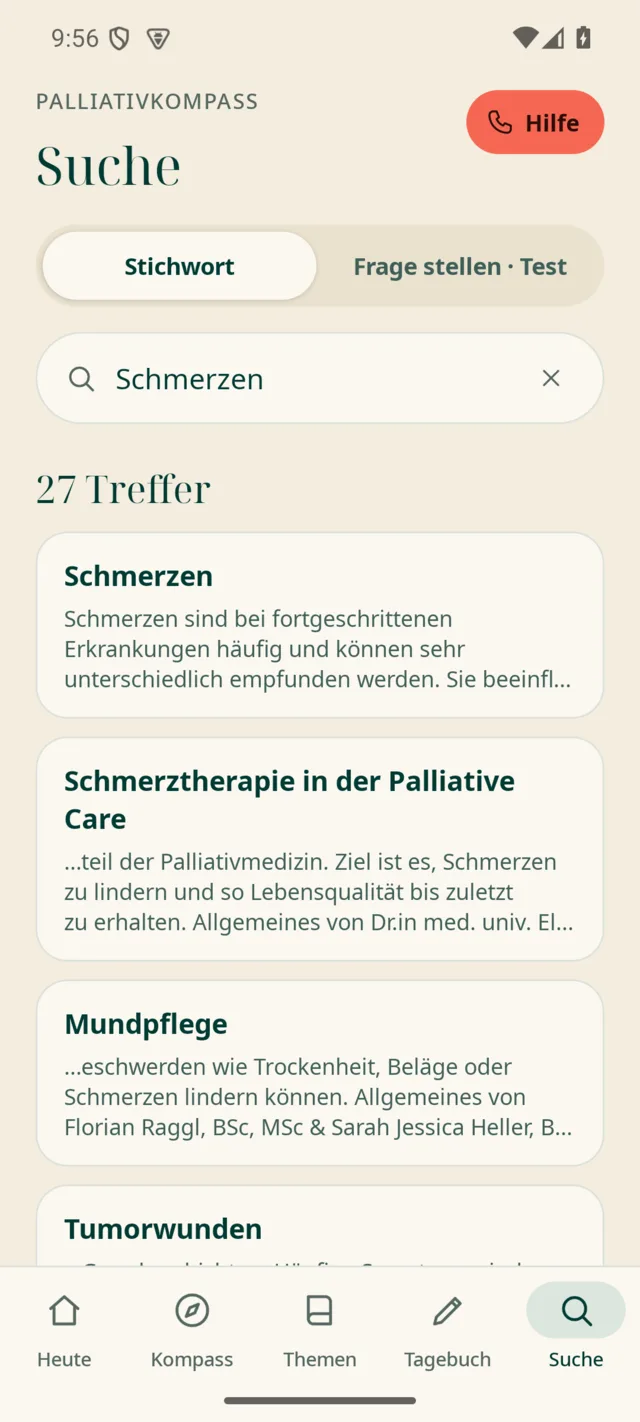 9:56
PALLIATIVKOMPASS
Hilfe
Suche
Stichwort
Frage stellen · Test
Schmerzen
27 Treffer
Schmerzen
Schmerzen sind bei fortgeschrittenen
Erkrankungen häufig und können sehr
unterschiedlich empfunden werden. Sie beeinfl...
Schmerztherapie in der Palliative
Care
...teil der Palliativmedizin. Ziel ist es, Schmerzen
zu lindern und so Lebensqualität bis zuletzt
zu erhalten. Allgemeines von Dr.in med. univ. El...
Mundpflege
...eschwerden wie Trockenheit, Beläge oder
Schmerzen lindern können. Allgemeines von
Florian Raggl, BSc, MSc & Sarah Jessica Heller, B...
Tumorwunden
Heute
Kompass
Themen
Tagebuch
Suche